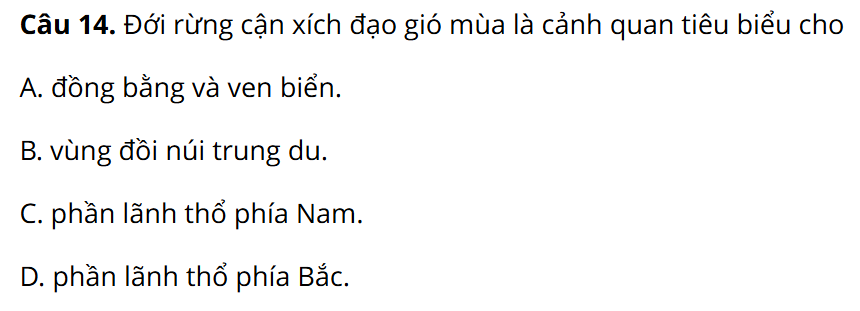 Câu 14. Đới rừng cận xích đạo gió mùa là cảnh quan tiêu biểu cho
A. đồng bằng và ven biển.
B. vùng đồi núi trung du.
C. phần lãnh thổ phía Nam.
D. phần lãnh thổ phía Bắc.